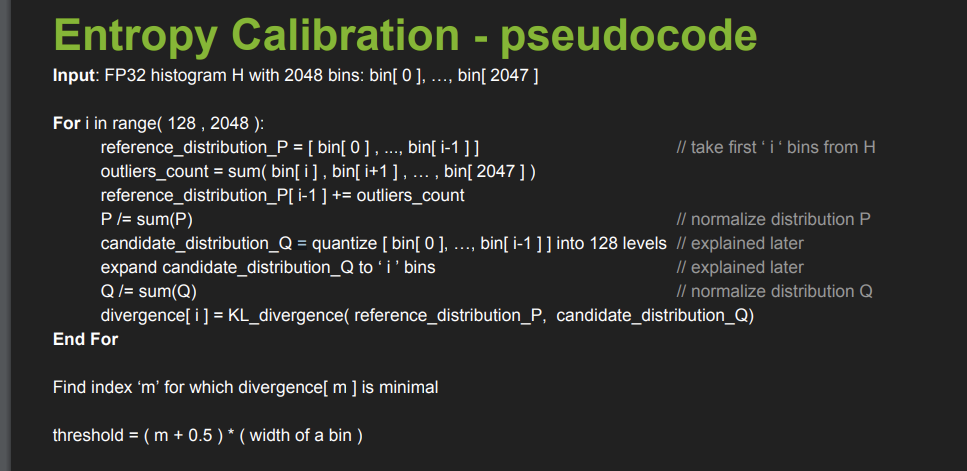 Entropy Calibration - pseudocode
Input: FP32 histogram H with 2048 bins: bin[ 0 ], …, bin[ 2047 ]
For i in range( 128 , 2048 ):
reference_distribution_P = [ bin[ 0 ] , ..., bin[ i-1 ] ] // take first ‘ i ‘ bins from H
outliers_count = sum( bin[ i ] , bin[ i+1 ] , … , bin[ 2047 ] )
reference_distribution_P[ i-1 ] += outliers_count
P /= sum(P) // normalize distribution P
candidate_distribution_Q = quantize [ bin[ 0 ], …, bin[ i-1 ] ] into 128 levels // explained later
expand candidate_distribution_Q to ‘ i ’ bins // explained later
Q /= sum(Q) // normalize distribution Q
divergence[ i ] = KL_divergence( reference_distribution_P, candidate_distribution_Q)
End For
Find index ‘m’ for which divergence[ m ] is minimal
threshold = ( m + 0.5 ) * ( width of a bin )